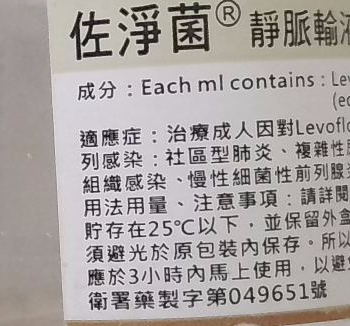 佐淨菌® 靜脈輸液
成分：Each ml contains：Lev
(eq
適應症：治療成人因對Levoflo
列感染：社區型肺炎、複雜性
組織感染、慢性細菌性前列腺
用法用量、注意事項：請詳閱
貯存在25℃以下，並保留外盒
須避光於原包裝內保存。所以
應於3小時內馬上使用，以避
衛署藥製字第049651號